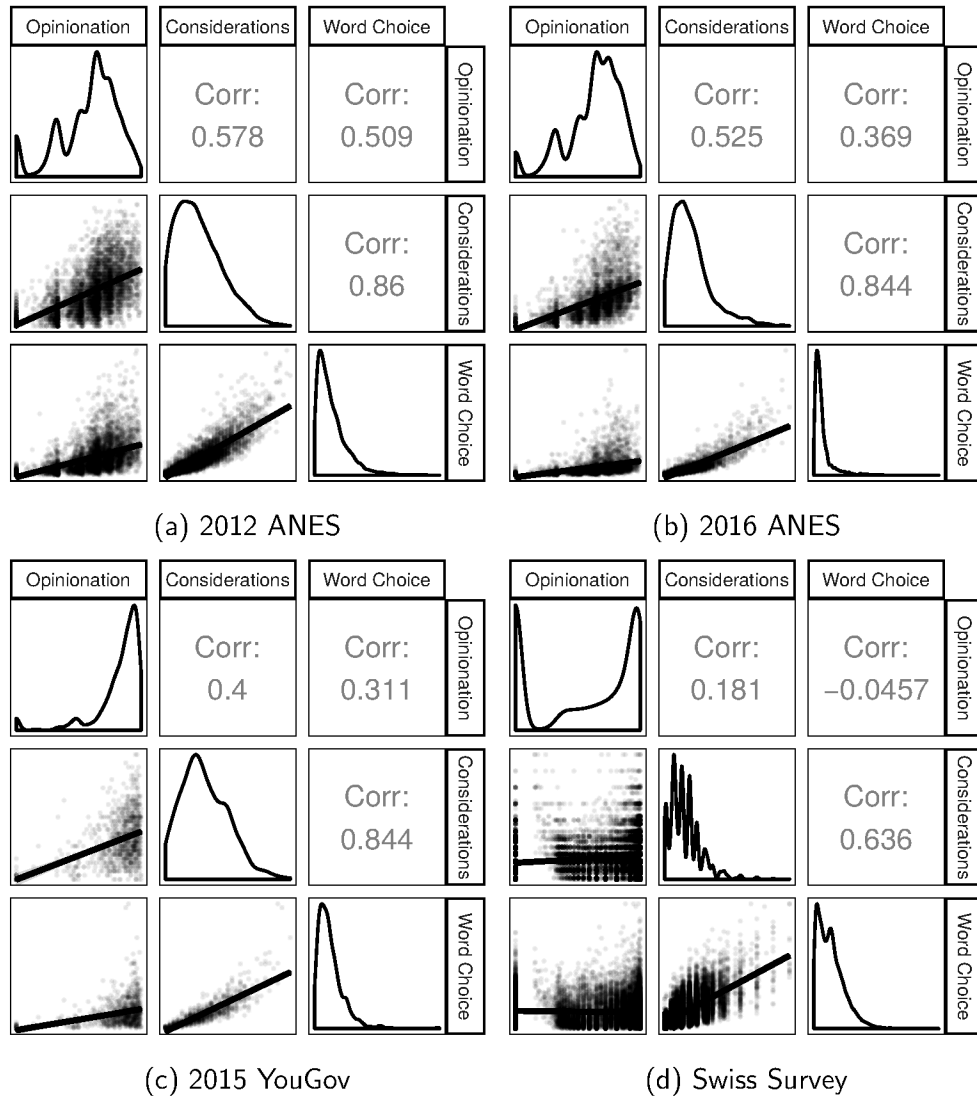 Opinionation Considerations Word Choice
Corr:
0.578
Corr:
0.509
Opinionation
Corr:
0.86
Considerations
Word Choice
(a) 2012 ANES
Opinionation Considerations Word Choice
Corr:
0.525
Corr:
0.369
Opinionation
Corr:
0.844
Considerations
Word Choice
(b) 2016 ANES
Opinionation Considerations Word Choice
Corr:
0.4
Corr:
0.311
Opinionation
Corr:
0.844
Considerations
Word Choice
(c) 2015 YouGov
Opinionation Considerations Word Choice
Corr:
0.181
Corr:
−0.0457
Opinionation
Corr:
0.636
Considerations
Word Choice
(d) Swiss Survey